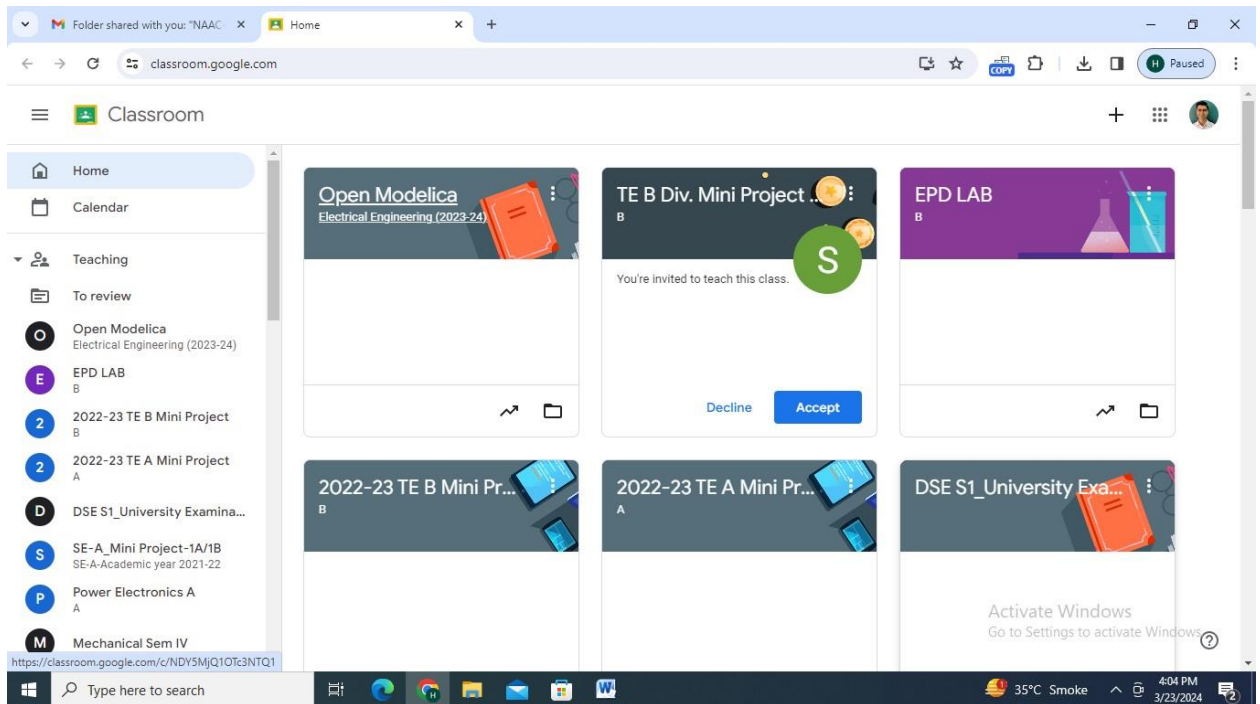 Folder shared with you: "NAAC
Home
classroom.google.com
COPY
H
Paused
Classroom
Home
Calendar
Teaching
To review
O
Open Modelica
Electrical Engineering (2023-24)
E
EPD LAB
B
2
2022-23 TE B Mini Project
B
2
2022-23 TE A Mini Project
A
D
DSE S1_University Examina...
S
SE-A_Mini Project-1A/1B
SE-A-Academic year 2021-22
P
Power Electronics A
A
M
Mechanical Sem IV
https://classroom.google.com/c/NDY5MjQ1OTc3NTQ1
Open Modelica
Electrical Engineering (2023-24)
TE B Div. Mini Project ...
B
S
You're invited to teach this class.
Decline
Accept
EPD LAB
B
2022-23 TE B Mini Pr...
B
2022-23 TE A Mini Pr...
A
DSE S1_University Exa...
Activate Windows
Go to Settings to activate Windows.
Type here to search
W
35°C Smoke
4:04 PM
3/23/2024
2